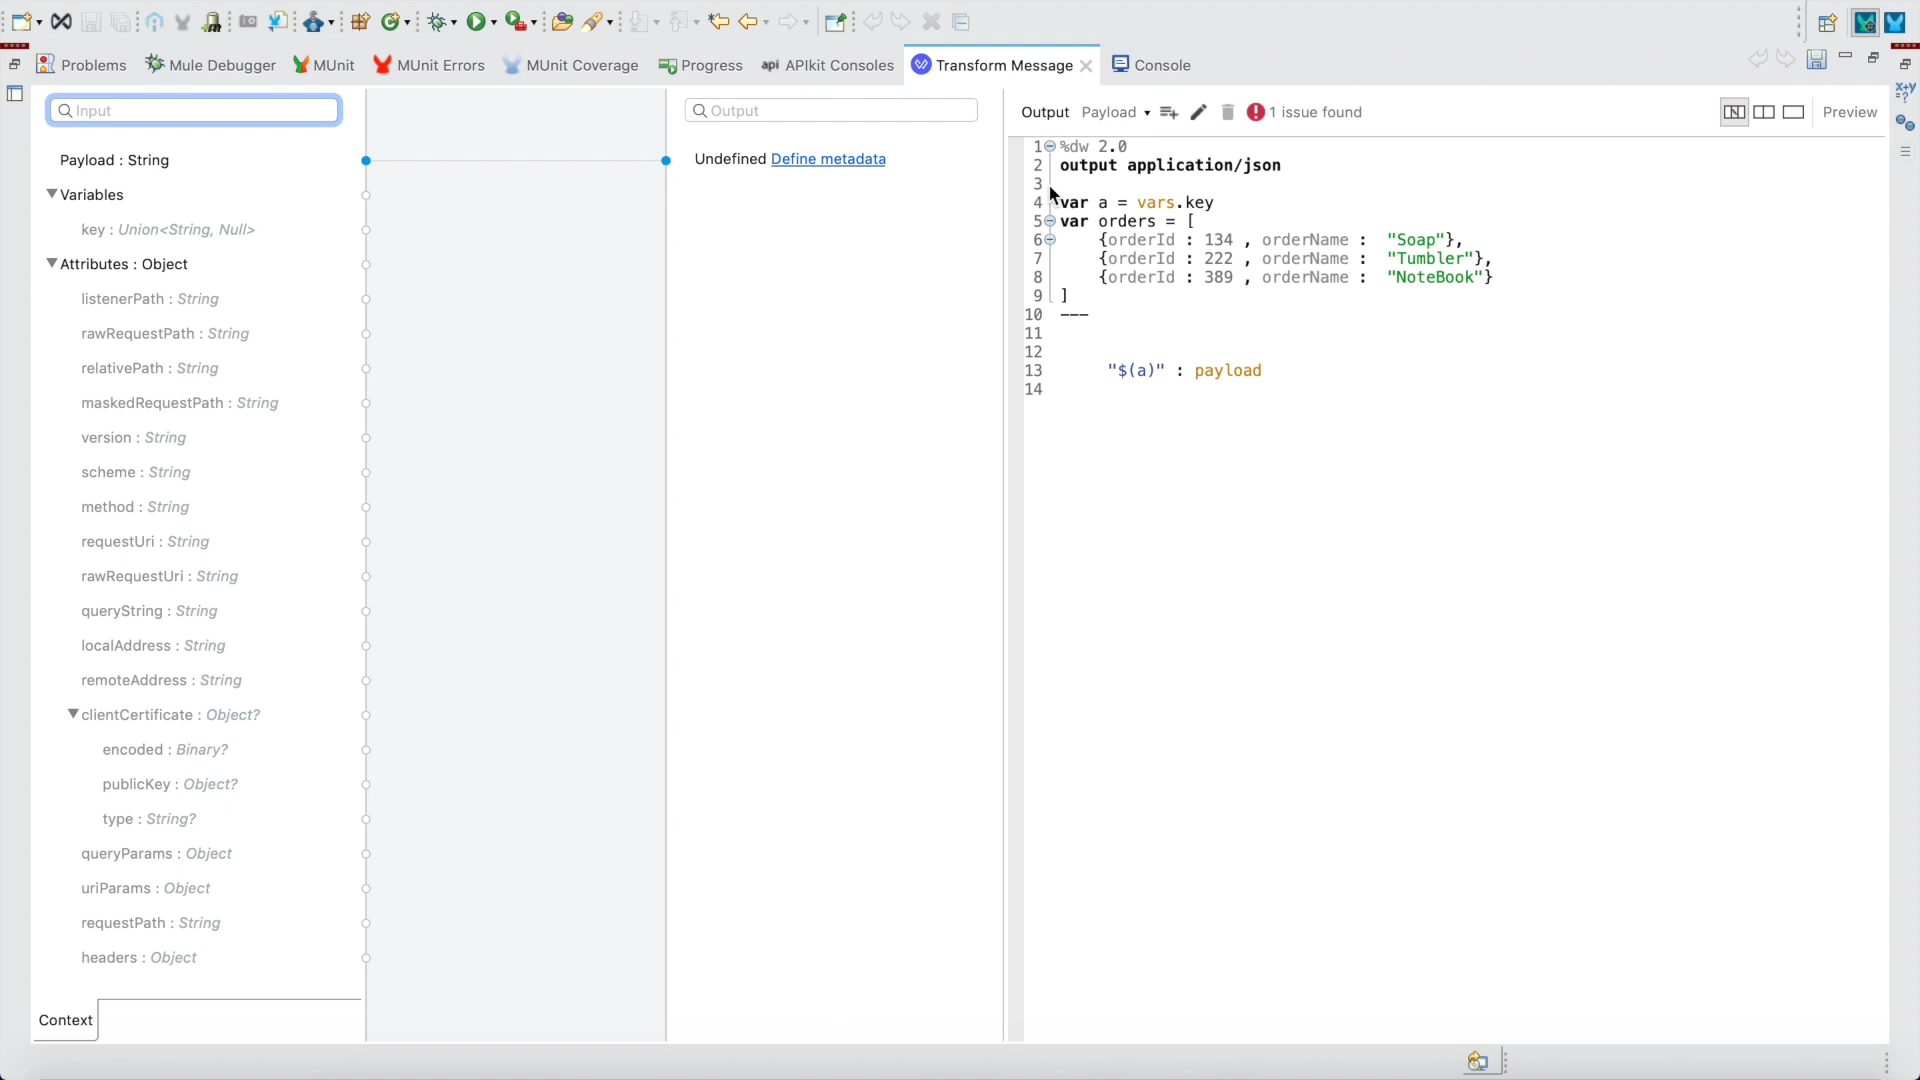 Problems
Mule Debugger
MUnit
MUnit Errors
MUnit Coverage
Progress
api APIkit Consoles
Transform Message
Console
Input
Payload : String
Variables
key : Union<String, Null>
Attributes : Object
listenerPath : String
rawRequestPath : String
relativePath : String
maskedRequestPath : String
version : String
scheme : String
method : String
requestUri : String
rawRequestUri : String
queryString : String
localAddress : String
remoteAddress : String
clientCertificate : Object?
encoded : Binary?
publicKey : Object?
type : String?
queryParams : Object
uriParams : Object
requestPath : String
headers : Object
Context
Output
Undefined Define metadata
Output Payload 1 issue found Preview
1 %dw 2.0
2 output application/json
3
4 var a = vars.key
5 var orders = [
6 {orderId : 134 , orderName : "Soap"},
7 {orderId : 222 , orderName : "Tumbler"},
8 {orderId : 389 , orderName : "NoteBook"}
9 ]
10 ---
11
12
13 "$(a)" : payload
14
x+y
=?